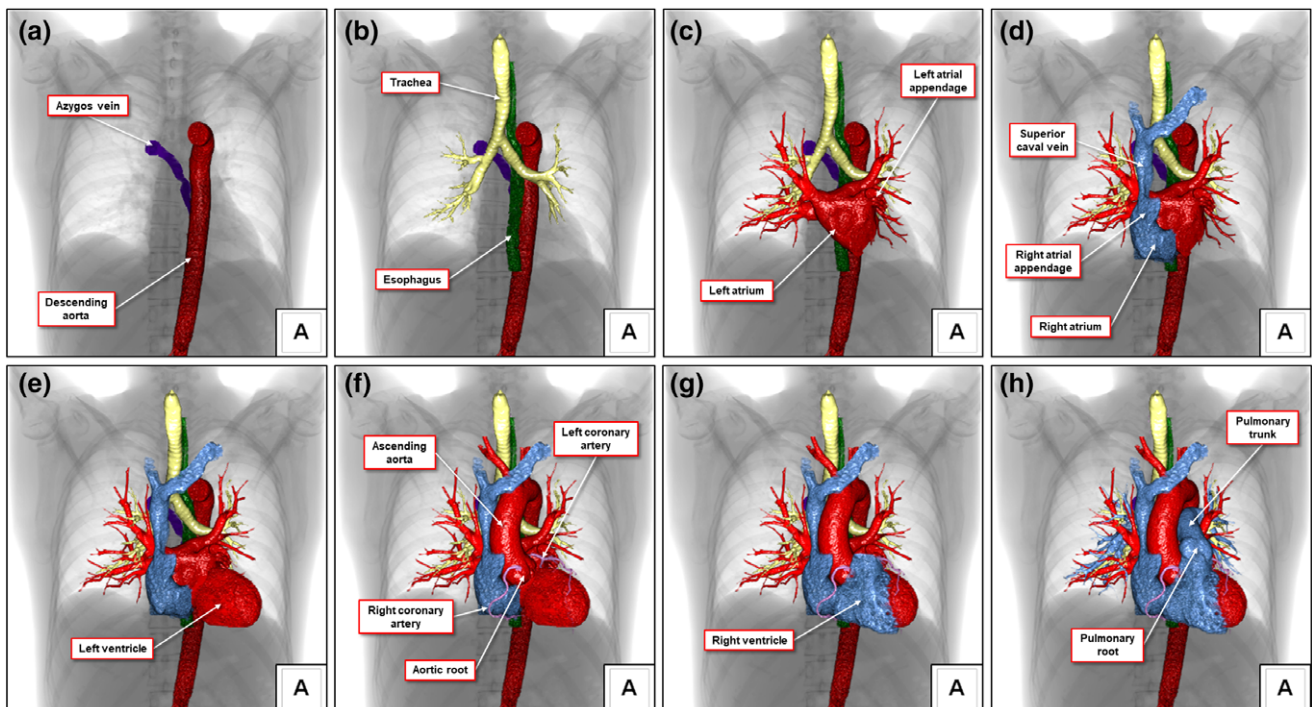 (a)
Azygos vein
Descending
aorta
A
(b)
Trachea
Esophagus
A
(c)
Left atrial
appendage
Left atrium
A
(d)
Superior
caval vein
Right atrial
appendage
Right atrium
A
(e)
Left ventricle
A
(f)
Ascending
aorta
Left coronary
artery
Right coronary
artery
Aortic root
A
(g)
Right ventricle
A
(h)
Pulmonary
trunk
Pulmonary
root
A